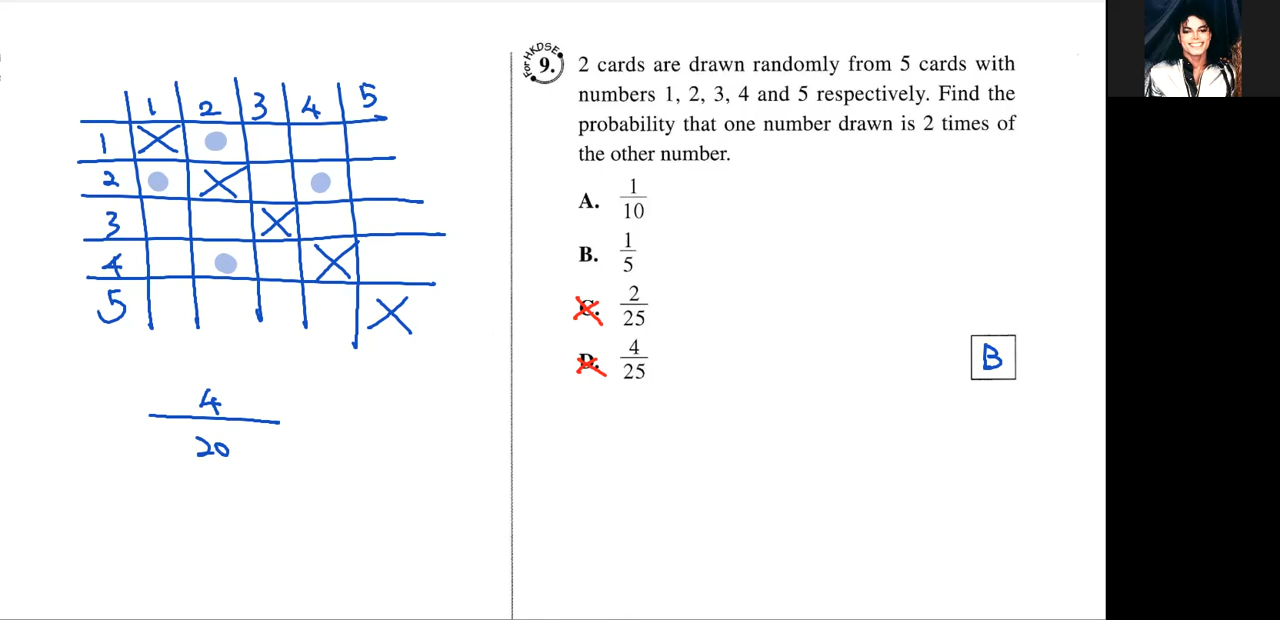 1 2 3 4 5
1 X
2 X
3 X
4 X
5 X
4
20
For HKDSE
9. 2 cards are drawn randomly from 5 cards with
numbers 1, 2, 3, 4 and 5 respectively. Find the
probability that one number drawn is 2 times of
the other number.
A. 1/10
B. 1/5
C. 2/25
D. 4/25
B